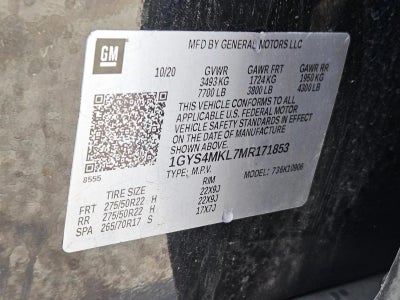 GM
MFD BY GENERAL MOTORS LLC
10/20 GVWR GAWR FRT GAWR RR
3493 KG 1724 KG 1950 KG
7700 LB 3800 LB 4300 LB
THIS VEHICLE CONFORMS TO ALL
APPLICABLE U.S. FEDERAL MOTOR
VEHICLE SAFETY STANDARDS IN EFFECT
ON THE DATE OF MANUFACTURE
SHOWN ABOVE.
1GYS4MKL7MR171853
8555
TYPE: M.P.V. MODEL:
TIRE SIZE RIM
FRT 275/50R22 H 22X9J
RR 275/50R22 H 22X9J
SPA 265/70R17 S 17X7J